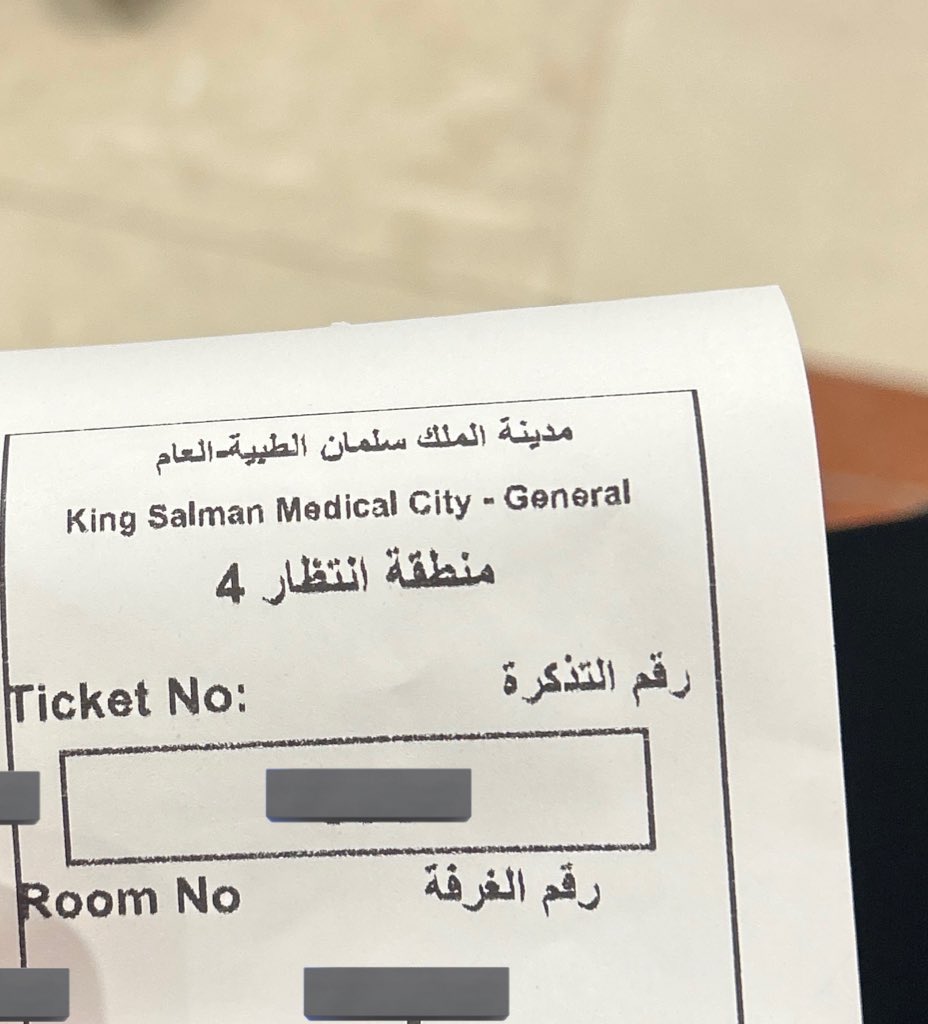 مدينة الملك سلمان الطبية-العام
King Salman Medical City - General
منطقة انتظار 4
Ticket No: رقم التذكرة
Room No رقم الغرفة